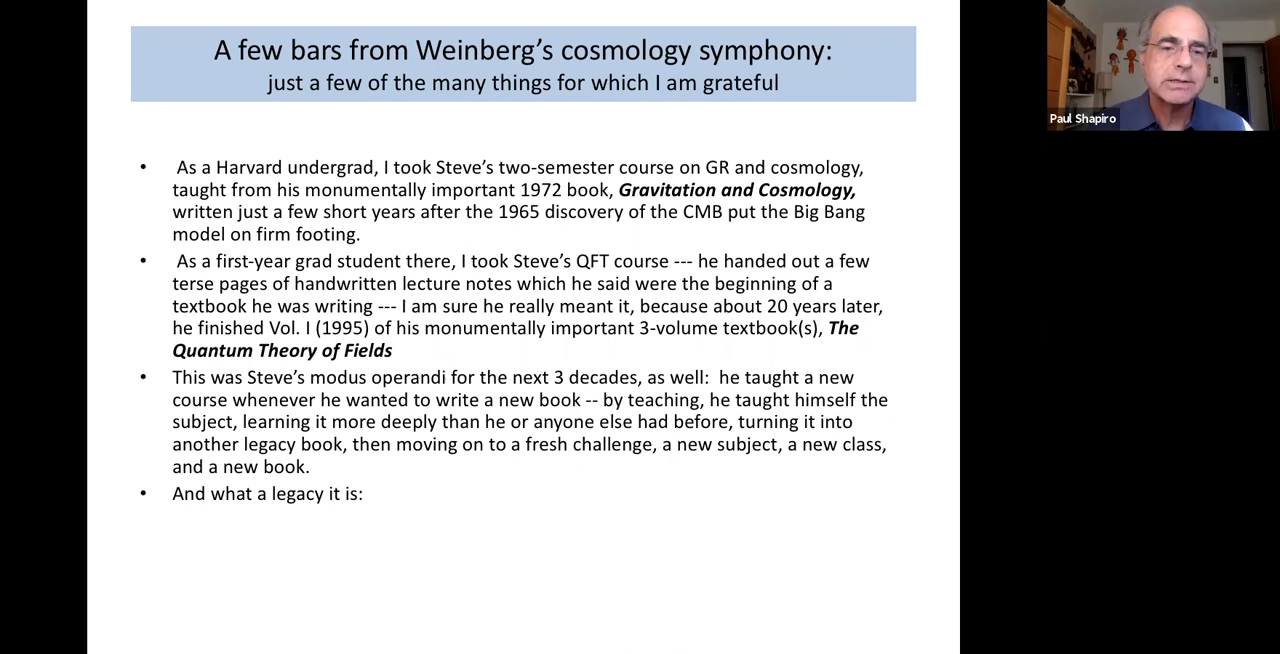 A few bars from Weinberg’s cosmology symphony:
just a few of the many things for which I am grateful
• As a Harvard undergrad, I took Steve’s two-semester course on GR and cosmology,
taught from his monumentally important 1972 book, Gravitation and Cosmology,
written just a few short years after the 1965 discovery of the CMB put the Big Bang
model on firm footing.
• As a first-year grad student there, I took Steve’s QFT course --- he handed out a few
terse pages of handwritten lecture notes which he said were the beginning of a
textbook he was writing --- I am sure he really meant it, because about 20 years later,
he finished Vol. I (1995) of his monumentally important 3-volume textbook(s), The
Quantum Theory of Fields
• This was Steve’s modus operandi for the next 3 decades, as well:  he taught a new
course whenever he wanted to write a new book -- by teaching, he taught himself the
subject, learning it more deeply than he or anyone else had before, turning it into
another legacy book, then moving on to a fresh challenge, a new subject, a new class,
and a new book.
• And what a legacy it is:
Paul Shapiro